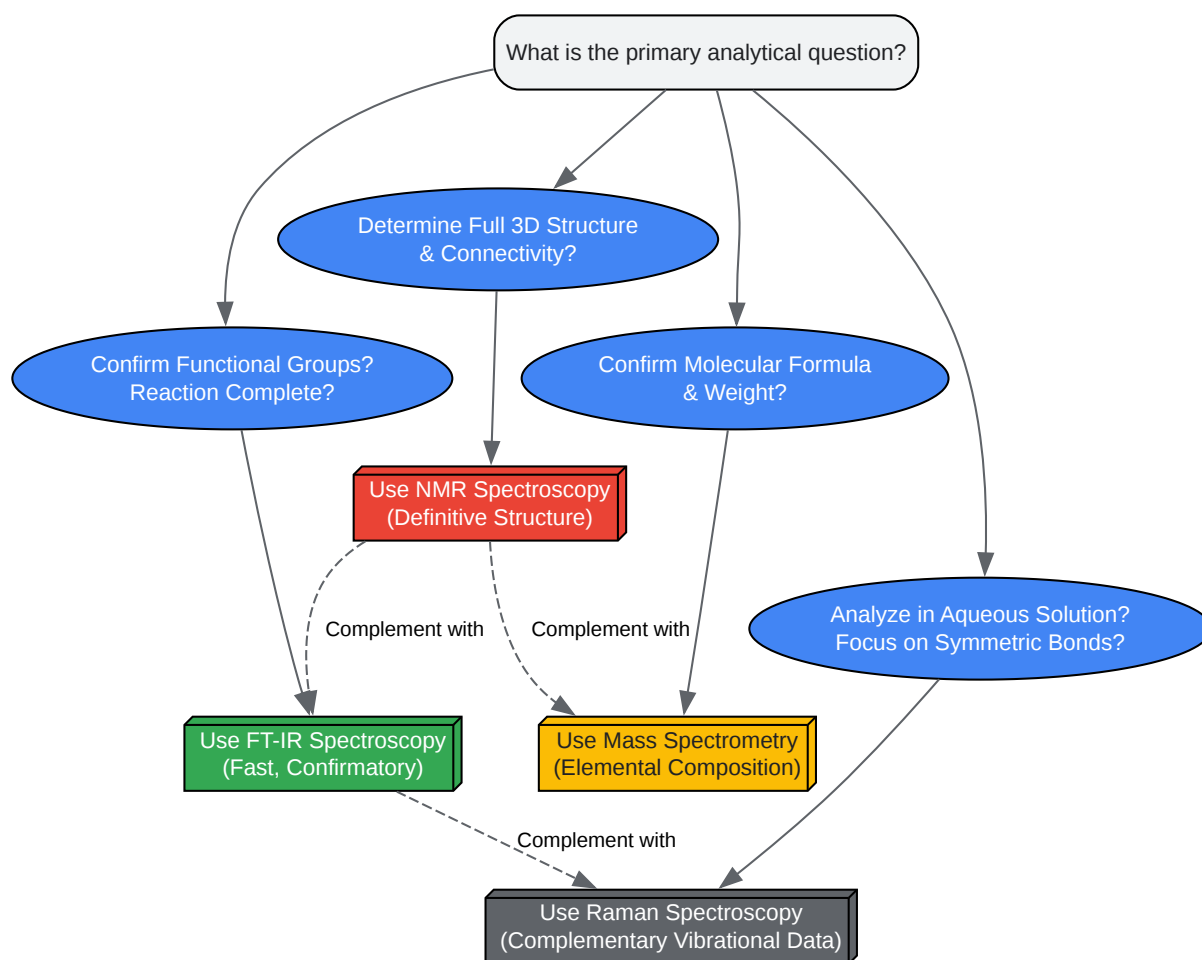 What is the primary analytical question?
Determine Full 3D Structure
& Connectivity?
Confirm Functional Groups?
Reaction Complete?
Confirm Molecular Formula
& Weight?
Use NMR Spectroscopy
(Definitive Structure)
Analyze in Aqueous Solution?
Focus on Symmetric Bonds?
Complement with
Complement with
Use FT-IR Spectroscopy
(Fast, Confirmatory)
Use Mass Spectrometry
(Elemental Composition)
Complement with
Use Raman Spectroscopy
(Complementary Vibrational Data)